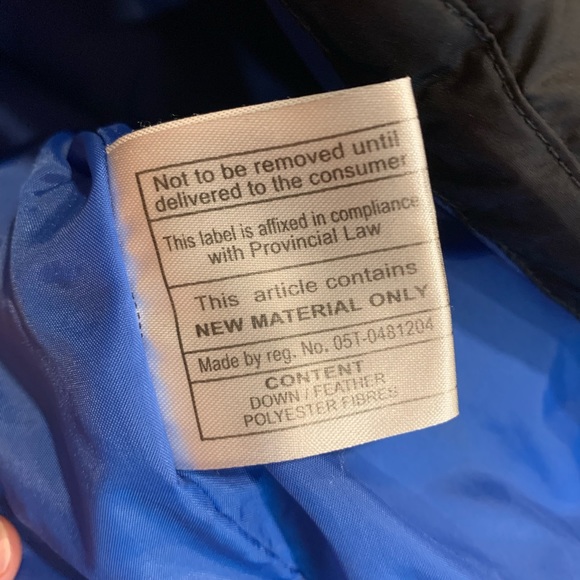 Not to be removed until
delivered to the consumer
This label is affixed in compliance
with Provincial Law
This article contains
NEW MATERIAL ONLY
Made by reg. No. 05T-0481204
CONTENT
DOWN / FEATHER
POLYESTER FIBRES